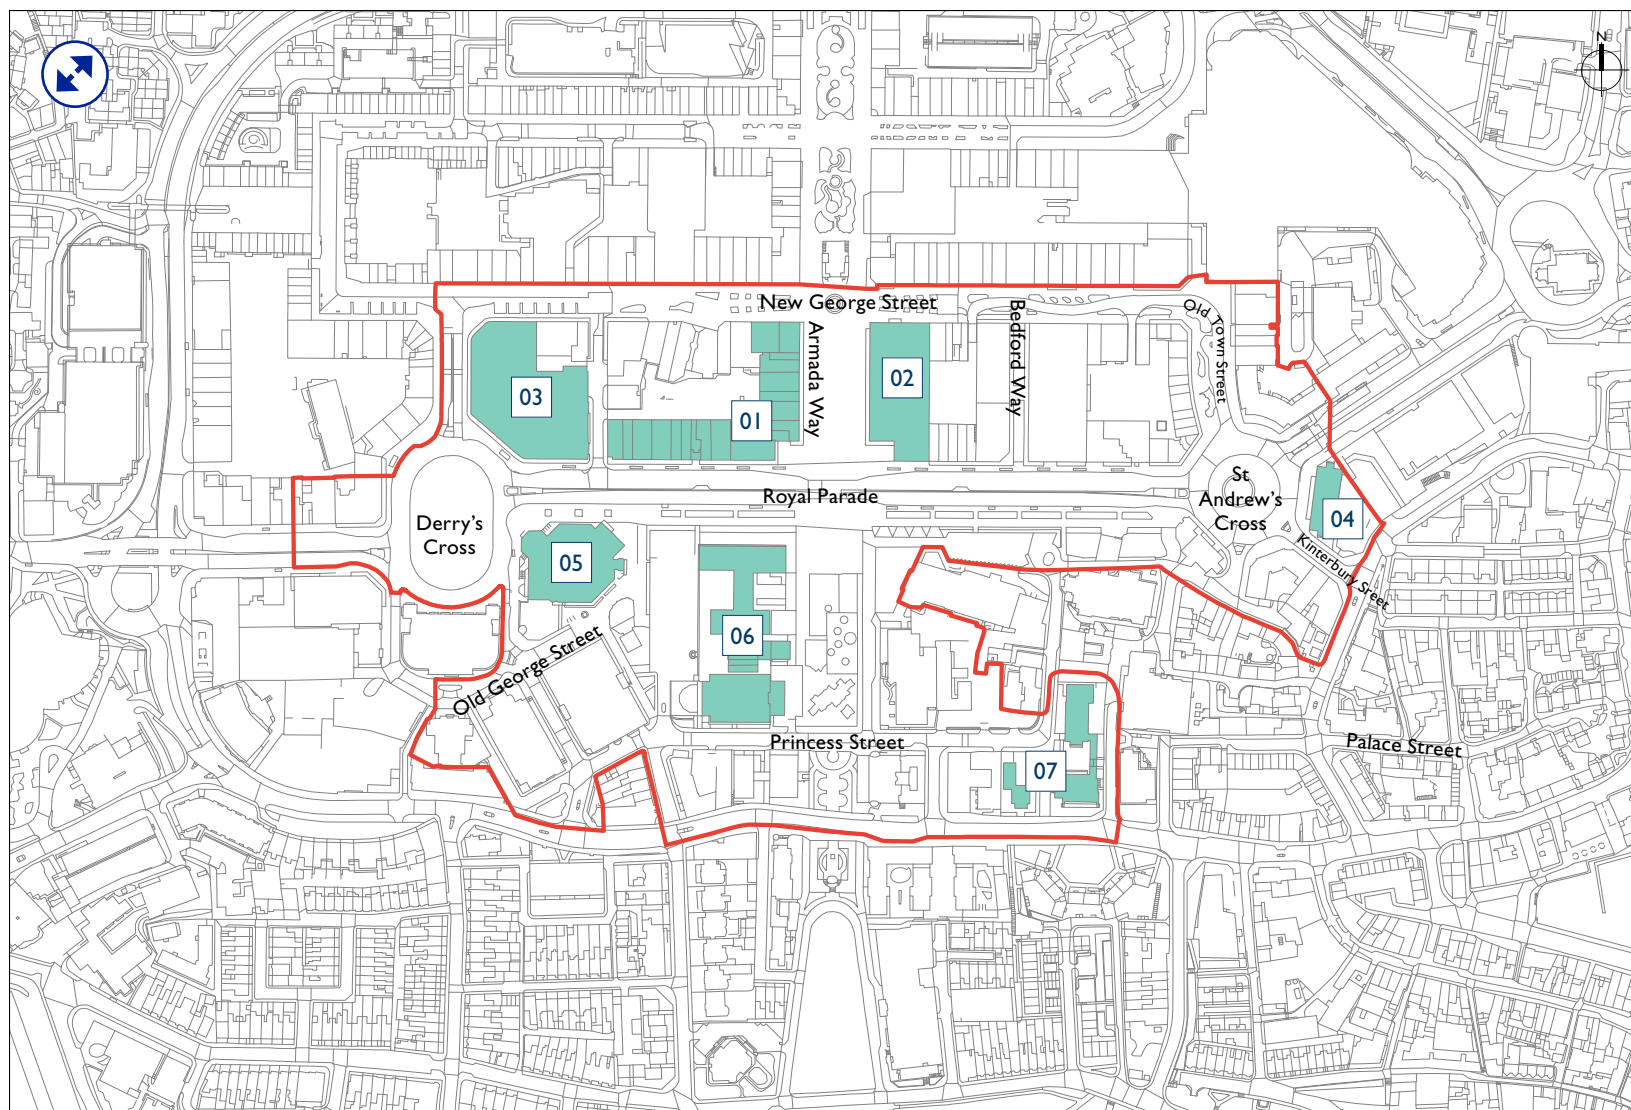 N
New George Street
Old Town Street
Armada Way
Bedford Way
03
01
02
Royal Parade
Derry's
Cross
St
Andrew's
Cross
04
Kinterbury Street
05
06
Old George Street
Princess Street
07
Palace Street